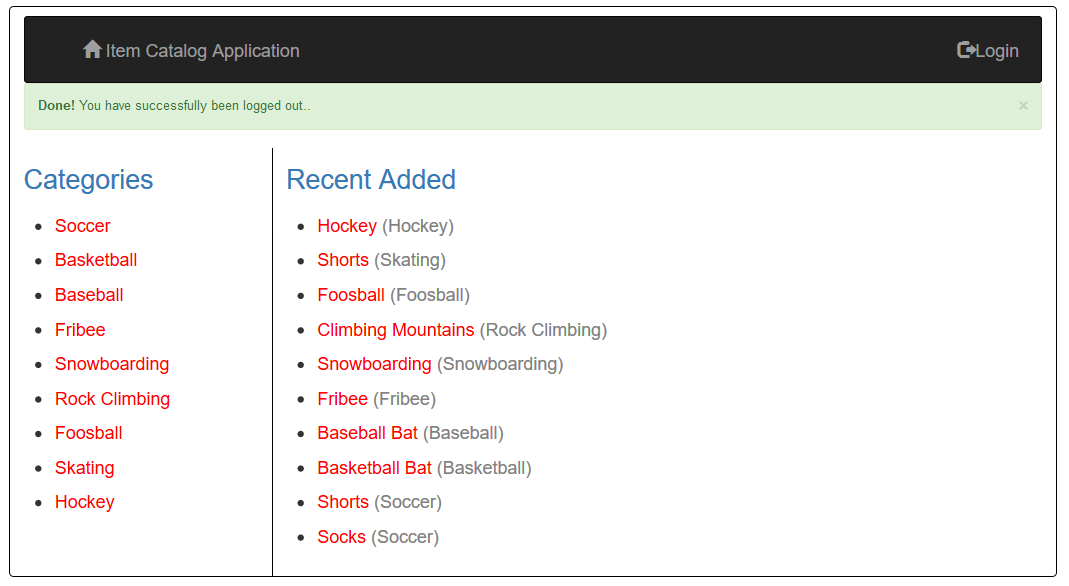 Item Catalog Application
Login
Done! You have successfully been logged out..
×
Categories
Soccer
Basketball
Baseball
Fribee
Snowboarding
Rock Climbing
Foosball
Skating
Hockey
Recent Added
Hockey (Hockey)
Shorts (Skating)
Foosball (Foosball)
Climbing Mountains (Rock Climbing)
Snowboarding (Snowboarding)
Fribee (Fribee)
Baseball Bat (Baseball)
Basketball Bat (Basketball)
Shorts (Soccer)
Socks (Soccer)